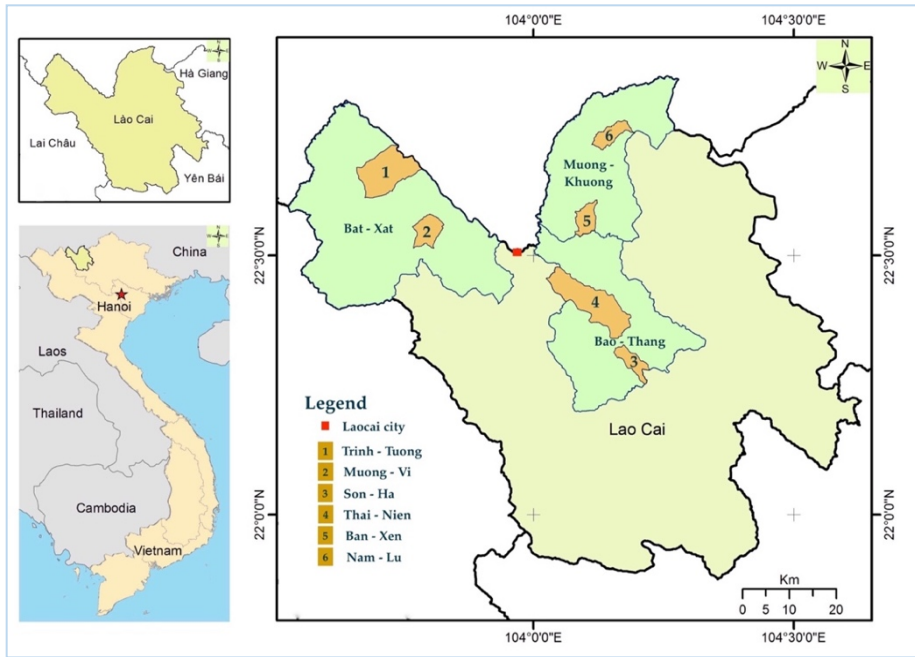 Hà Giang
Lào Cai
Lai Châu
Yên Bái
N
W E
S
China
Hanoi
Laos
Thailand
Cambodia
Vietnam
104°0'0"E
104°30'0"E
N
W E
S
22°30'0"N
22°0'0"N
6
Muong -
Khuong
1
5
Bat - Xat
2
4
Bao - Thang
3
Lao Cai
Legend
Laocai city
1 Trinh - Tuong
2 Muong - Vi
3 Son - Ha
4 Thai - Nien
5 Ban - Xen
6 Nam - Lu
Km
0 5 10 20
22°30'0"N
22°0'0"N
104°0'0"E
104°30'0"E